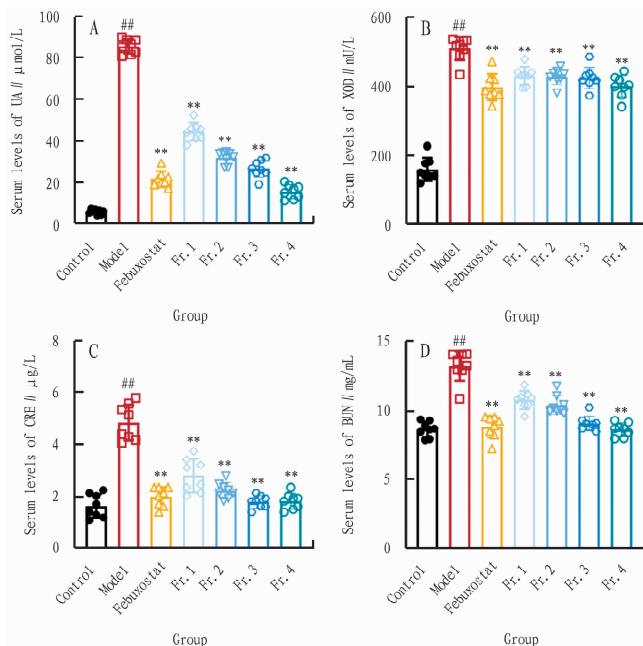 A
Serum levels of UA∥ μmol/L
100
80
60
40
20
0
##
**
**
**
**
**
Control
Model
Febuxostat
Fr.1
Fr.2
Fr.3
Fr.4
Group
B
Serum levels of XOD∥ mU/L
600
400
200
0
##
**
**
**
**
**
Control
Model
Febuxostat
Fr.1
Fr.2
Fr.3
Fr.4
Group
C
Serum levels of CRE∥ μg/L
8
6
4
2
0
##
**
**
**
**
**
Control
Model
Febuxostat
Fr.1
Fr.2
Fr.3
Fr.4
Group
D
Serum levels of BUN∥mg/mL
15
10
5
0
##
**
**
**
**
**
Control
Model
Febuxostat
Fr.1
Fr.2
Fr.3
Fr.4
Group